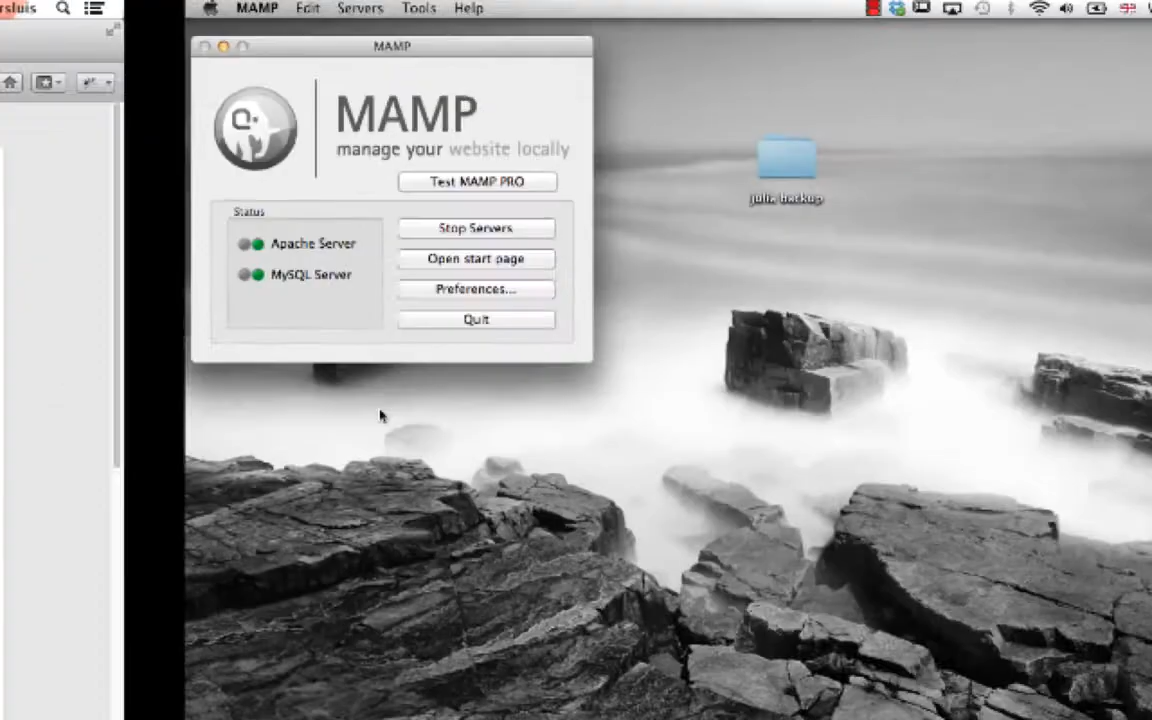 rsluis
MAMP Edit Servers Tools Help
MAMP
MAMP
manage your website locally
Test MAMP PRO
Status
Apache Server
MySQL Server
Stop Servers
Open start page
Preferences...
Quit
julia backup